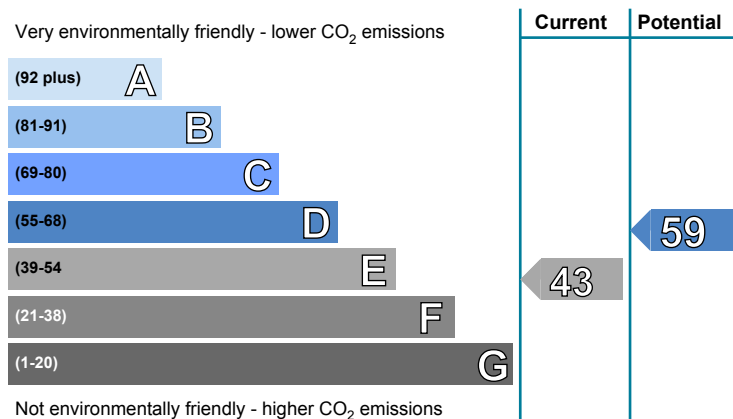 Current Potential
Very environmentally friendly - lower CO₂ emissions
(92 plus) A
(81-91) B
(69-80) C
(55-68) D
59
(39-54 E
43
(21-38) F
(1-20) G
Not environmentally friendly - higher CO₂ emissions